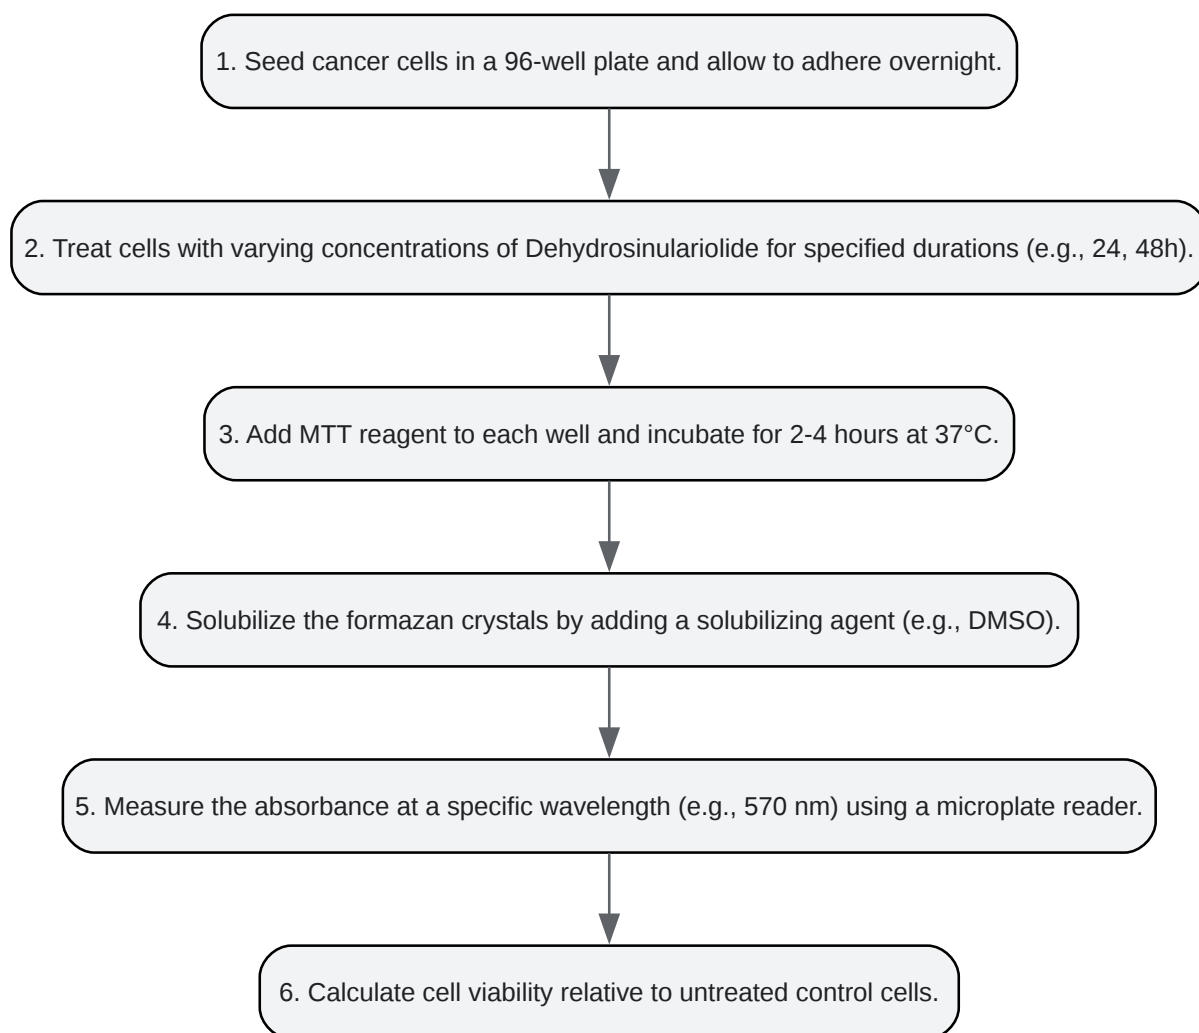 1. Seed cancer cells in a 96-well plate and allow to adhere overnight.
2. Treat cells with varying concentrations of Dehydrosinulariolide for specified durations (e.g., 24, 48h).
3. Add MTT reagent to each well and incubate for 2-4 hours at 37°C.
4. Solubilize the formazan crystals by adding a solubilizing agent (e.g., DMSO).
5. Measure the absorbance at a specific wavelength (e.g., 570 nm) using a microplate reader.
6. Calculate cell viability relative to untreated control cells.